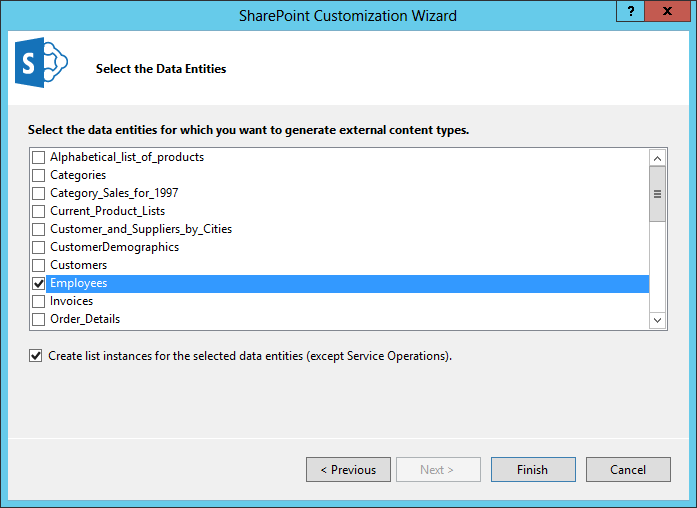 SharePoint Customization Wizard
?
x
S
Select the Data Entities
Select the data entities for which you want to generate external content types.
Alphabetical_list_of_products
Categories
Category_Sales_for_1997
Current_Product_Lists
Customer_and_Suppliers_by_Cities
CustomerDemographics
Customers
Employees
Invoices
Order_Details
Create list instances for the selected data entities (except Service Operations).
< Previous
Next >
Finish
Cancel